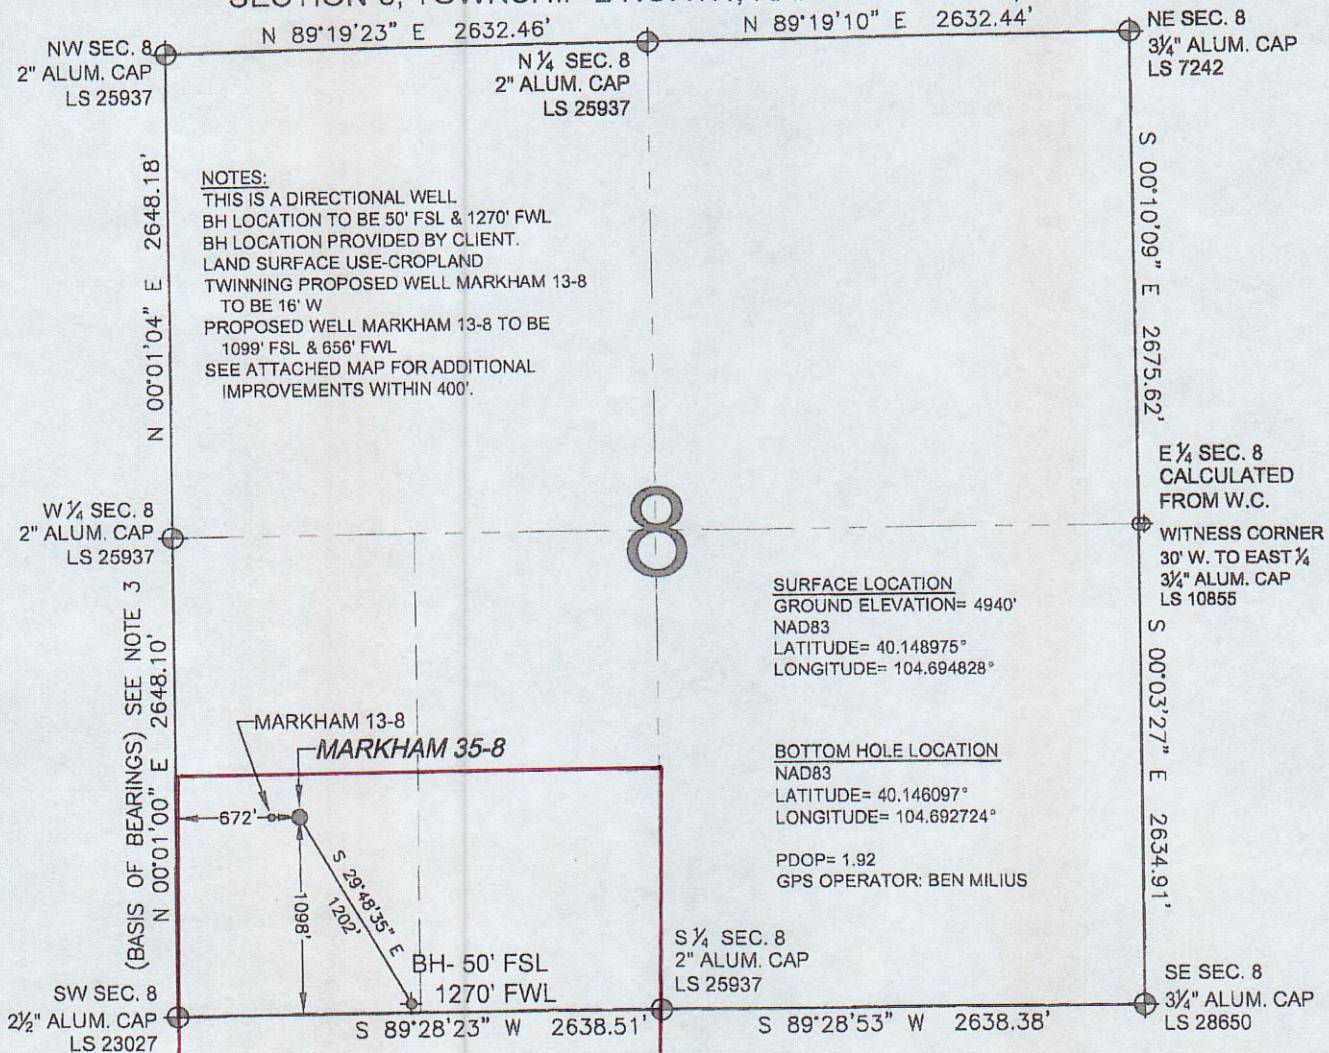 N 89°19'23" E 2632.46'
N 89°19'10" E 2632.44'
NW SEC. 8
2" ALUM. CAP
LS 25937
N ¼ SEC. 8
2" ALUM. CAP
LS 25937
NE SEC. 8
3¼" ALUM. CAP
LS 7242
N 00°01'04" E 2648.18'
NOTES:
THIS IS A DIRECTIONAL WELL
BH LOCATION TO BE 50' FSL & 1270' FWL
BH LOCATION PROVIDED BY CLIENT.
LAND SURFACE USE-CROPLAND
TWINNING PROPOSED WELL MARKHAM 13-8
TO BE 16' W
PROPOSED WELL MARKHAM 13-8 TO BE
1099' FSL & 656' FWL
SEE ATTACHED MAP FOR ADDITIONAL
IMPROVEMENTS WITHIN 400'.
S 00°10'09" E 2675.62'
W ¼ SEC. 8
2" ALUM. CAP
LS 25937
8
E ¼ SEC. 8
CALCULATED
FROM W.C.
WITNESS CORNER
30' W. TO EAST ¼
3¼" ALUM. CAP
LS 10855
SURFACE LOCATION
GROUND ELEVATION= 4940'
NAD83
LATITUDE= 40.148975°
LONGITUDE= 104.694828°
BOTTOM HOLE LOCATION
NAD83
LATITUDE= 40.146097°
LONGITUDE= 104.692724°
PDOP= 1.92
GPS OPERATOR: BEN MILIUS
S 00°03'27" E 2634.91'
(BASIS OF BEARINGS) SEE NOTE 3
N 00°01'00" E 2648.10'
MARKHAM 13-8
MARKHAM 35-8
672'
1098'
S 29°48'35" E
1202'
BH- 50' FSL
1270' FWL
S ¼ SEC. 8
2" ALUM. CAP
LS 25937
SW SEC. 8
2½" ALUM. CAP
LS 23027
S 89°28'23" W 2638.51'
S 89°28'53" W 2638.38'
SE SEC. 8
3¼" ALUM. CAP
LS 28650